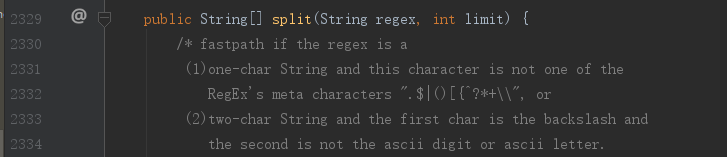 2329 @ public String[] split(String regex, int limit) {
2330 /* fastpath if the regex is a
2331 (1)one-char String and this character is not one of the
2332 RegEx's meta characters ".$|()[{^?*+\\", or
2333 (2)two-char String and the first char is the backslash and
2334 the second is not the ascii digit or ascii letter.